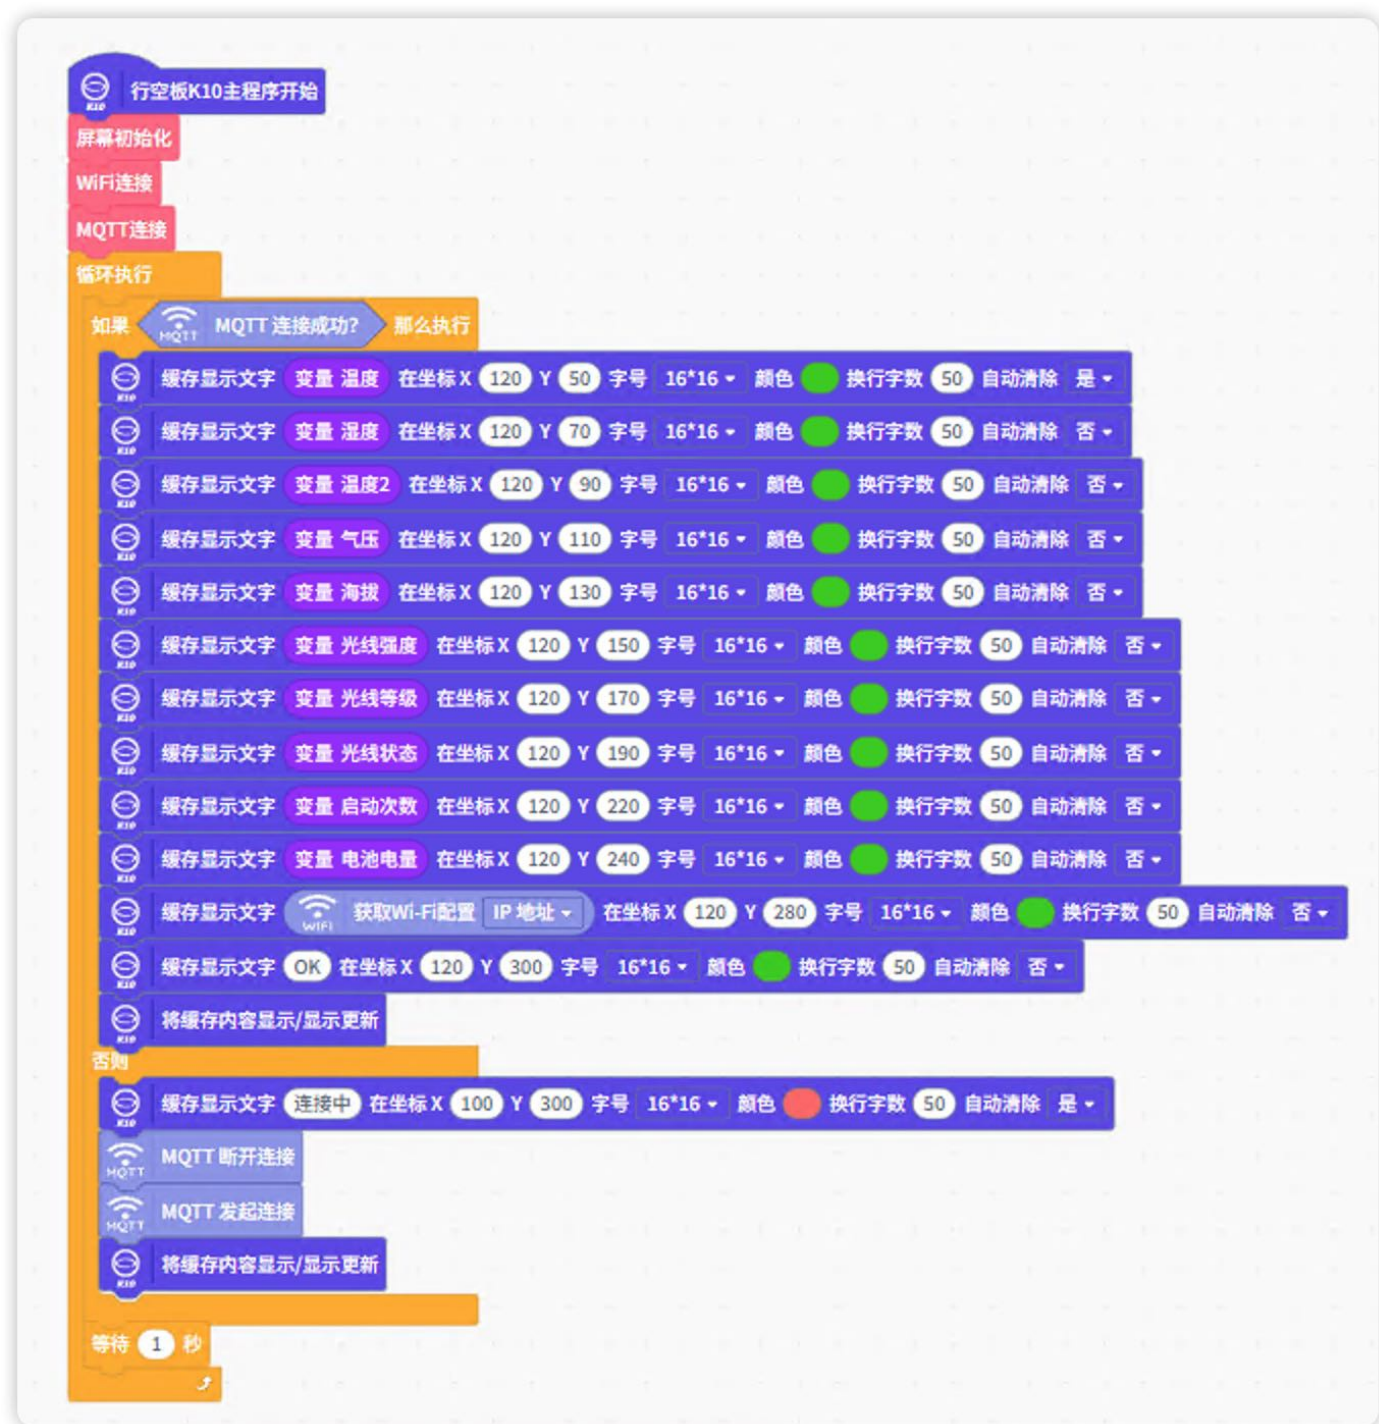 K10 行空板K10主程序开始
屏幕初始化
WiFi连接
MQTT连接
循环执行
如果 MQTT MQTT 连接成功? 那么执行
K10 缓存显示文字 变量 温度 在坐标 X 120 Y 50 字号 16*16 颜色 换行字数 50 自动清除 是
K10 缓存显示文字 变量 湿度 在坐标 X 120 Y 70 字号 16*16 颜色 换行字数 50 自动清除 否
K10 缓存显示文字 变量 温度2 在坐标 X 120 Y 90 字号 16*16 颜色 换行字数 50 自动清除 否
K10 缓存显示文字 变量 气压 在坐标 X 120 Y 110 字号 16*16 颜色 换行字数 50 自动清除 否
K10 缓存显示文字 变量 海拔 在坐标 X 120 Y 130 字号 16*16 颜色 换行字数 50 自动清除 否
K10 缓存显示文字 变量 光线强度 在坐标 X 120 Y 150 字号 16*16 颜色 换行字数 50 自动清除 否
K10 缓存显示文字 变量 光线等级 在坐标 X 120 Y 170 字号 16*16 颜色 换行字数 50 自动清除 否
K10 缓存显示文字 变量 光线状态 在坐标 X 120 Y 190 字号 16*16 颜色 换行字数 50 自动清除 否
K10 缓存显示文字 变量 启动次数 在坐标 X 120 Y 220 字号 16*16 颜色 换行字数 50 自动清除 否
K10 缓存显示文字 变量 电池电量 在坐标 X 120 Y 240 字号 16*16 颜色 换行字数 50 自动清除 否
K10 缓存显示文字 WIFI 获取Wi-Fi配置 IP 地址 在坐标 X 120 Y 280 字号 16*16 颜色 换行字数 50 自动清除 否
K10 缓存显示文字 OK 在坐标 X 120 Y 300 字号 16*16 颜色 换行字数 50 自动清除 否
K10 将缓存内容显示/显示更新
否则
K10 缓存显示文字 连接中 在坐标 X 100 Y 300 字号 16*16 颜色 换行字数 50 自动清除 是
MQTT MQTT 断开连接
MQTT MQTT 发起连接
K10 将缓存内容显示/显示更新
等待 1 秒